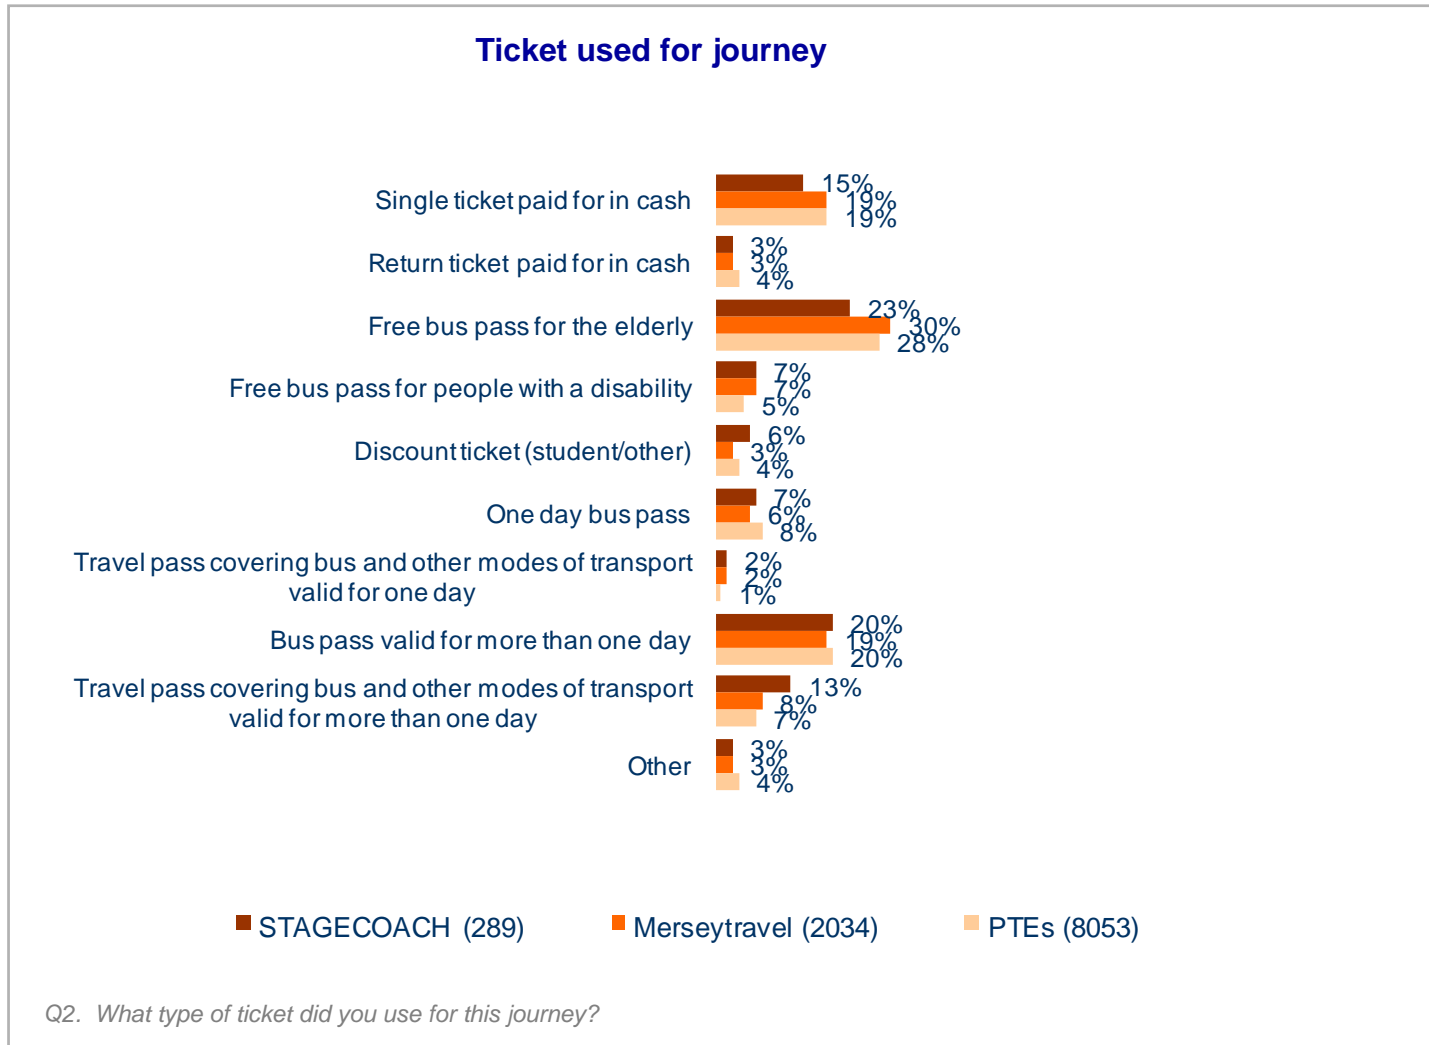 Ticket used for journey
Single ticket paid for in cash
15%
19%
19%
Return ticket paid for in cash
3%
3%
4%
Free bus pass for the elderly
23%
30%
28%
Free bus pass for people with a disability
7%
7%
5%
Discount ticket (student/other)
6%
3%
4%
One day bus pass
7%
6%
8%
Travel pass covering bus and other modes of transport
valid for one day
2%
2%
1%
Bus pass valid for more than one day
20%
19%
20%
Travel pass covering bus and other modes of transport
valid for more than one day
13%
8%
7%
Other
3%
3%
4%
STAGECOACH (289) Merseytravel (2034) PTEs (8053)
Q2. What type of ticket did you use for this journey?